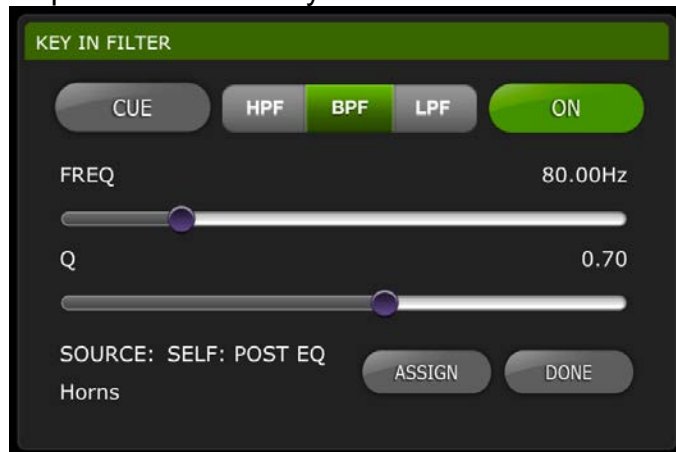 KEY IN FILTER
CUE HPF BPF LPF ON
FREQ 80.00Hz
Q 0.70
SOURCE: SELF: POST EQ
Horns ASSIGN DONE